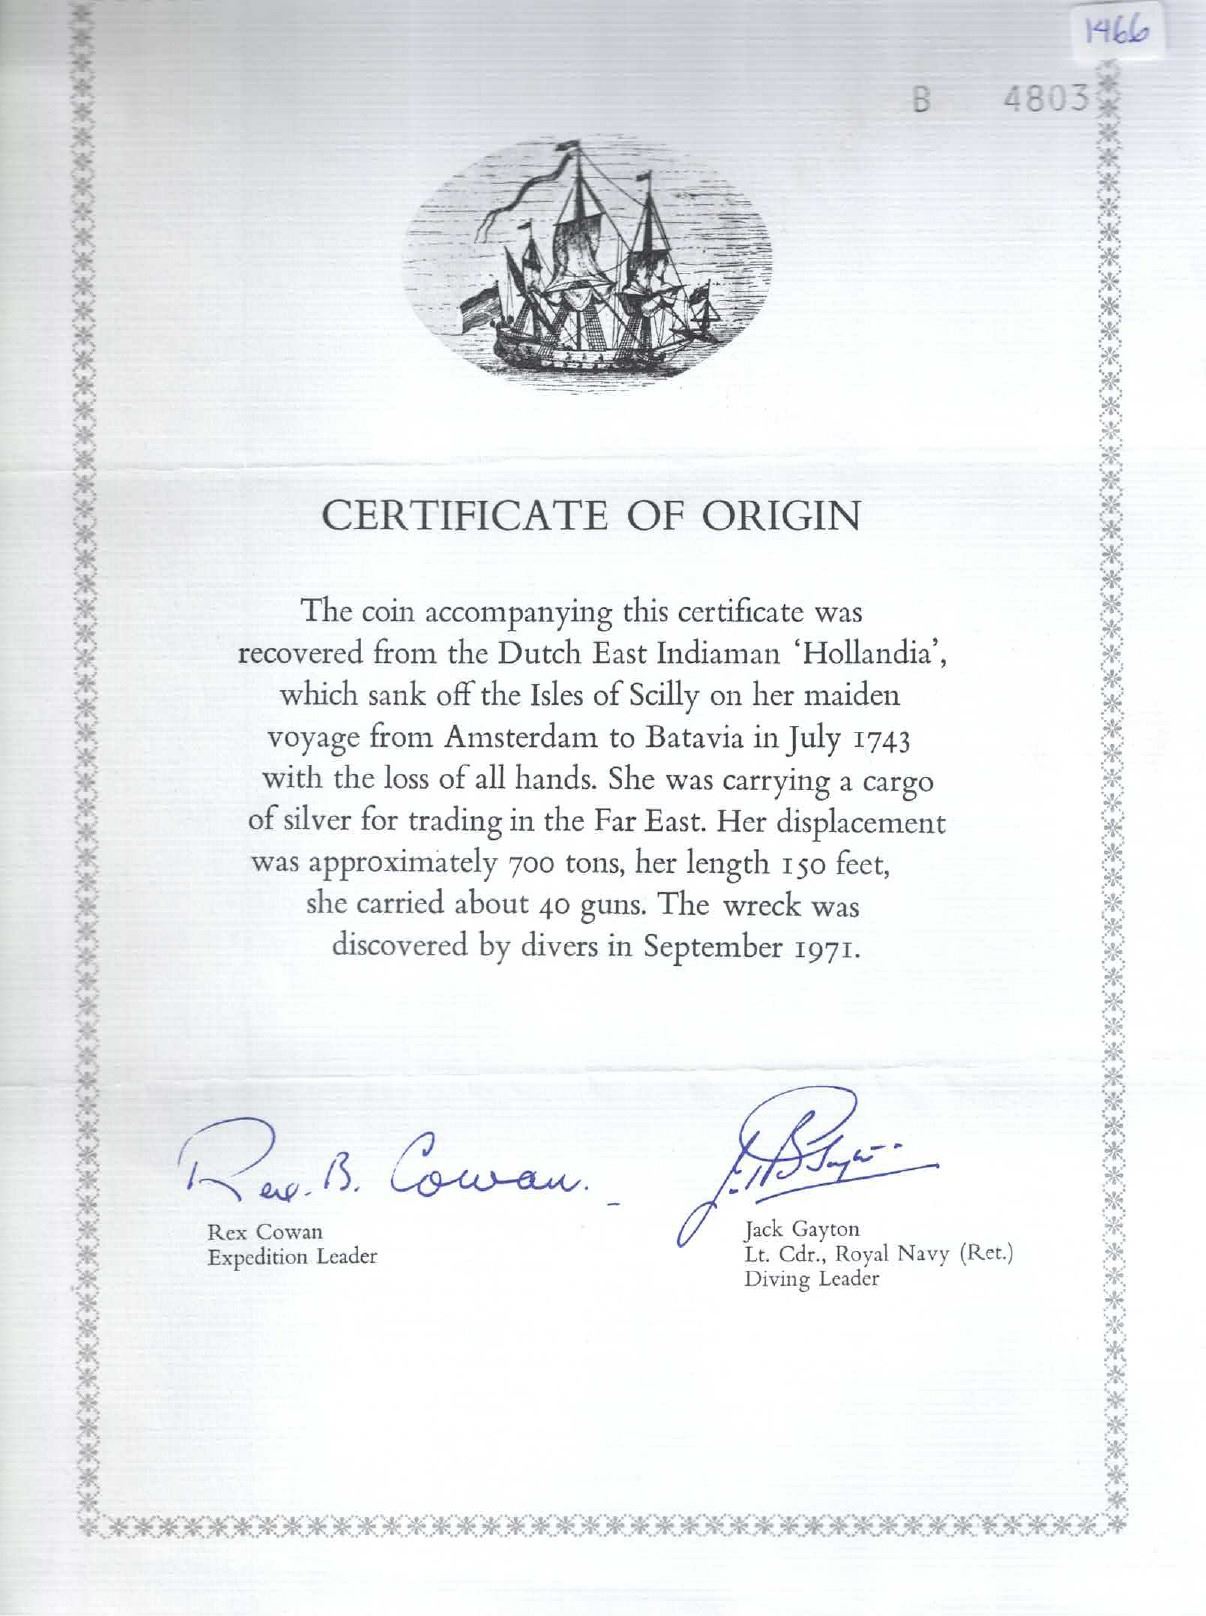 1466
B 4803
CERTIFICATE OF ORIGIN
The coin accompanying this certificate was
recovered from the Dutch East Indiaman ‘Hollandia’,
which sank off the Isles of Scilly on her maiden
voyage from Amsterdam to Batavia in July 1743
with the loss of all hands. She was carrying a cargo
of silver for trading in the Far East. Her displacement
was approximately 700 tons, her length 150 feet,
she carried about 40 guns. The wreck was
discovered by divers in September 1971.
Rex. B. Cowan.
Rex Cowan
Expedition Leader
Jack Gayton
Lt. Cdr., Royal Navy (Ret.)
Diving Leader